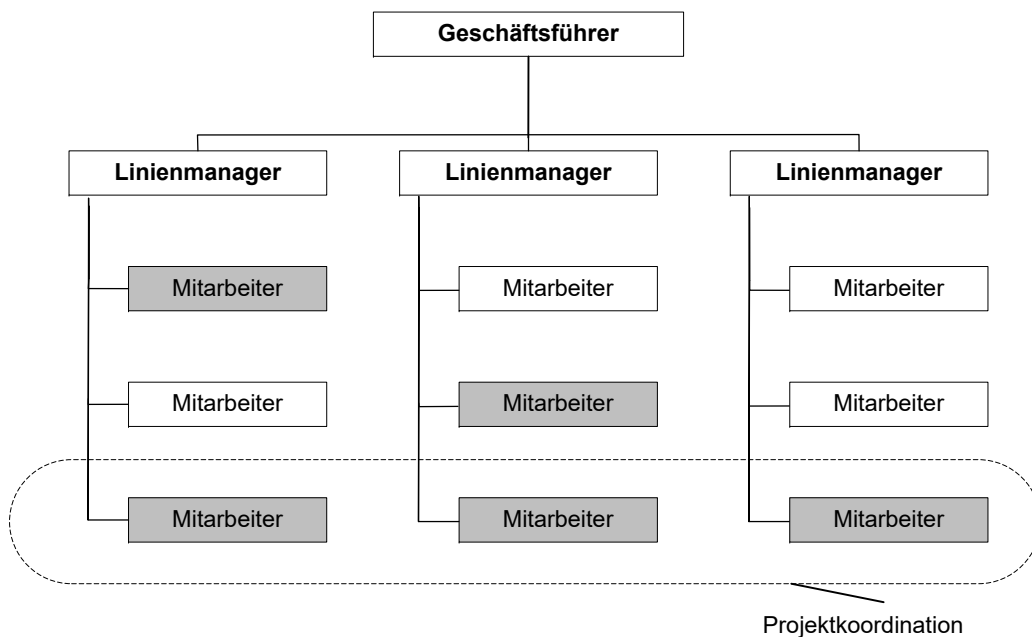 Geschäftsführer
Linienmanager
Linienmanager
Linienmanager
Mitarbeiter
Mitarbeiter
Mitarbeiter
Mitarbeiter
Mitarbeiter
Mitarbeiter
Mitarbeiter
Mitarbeiter
Mitarbeiter
Projektkoordination